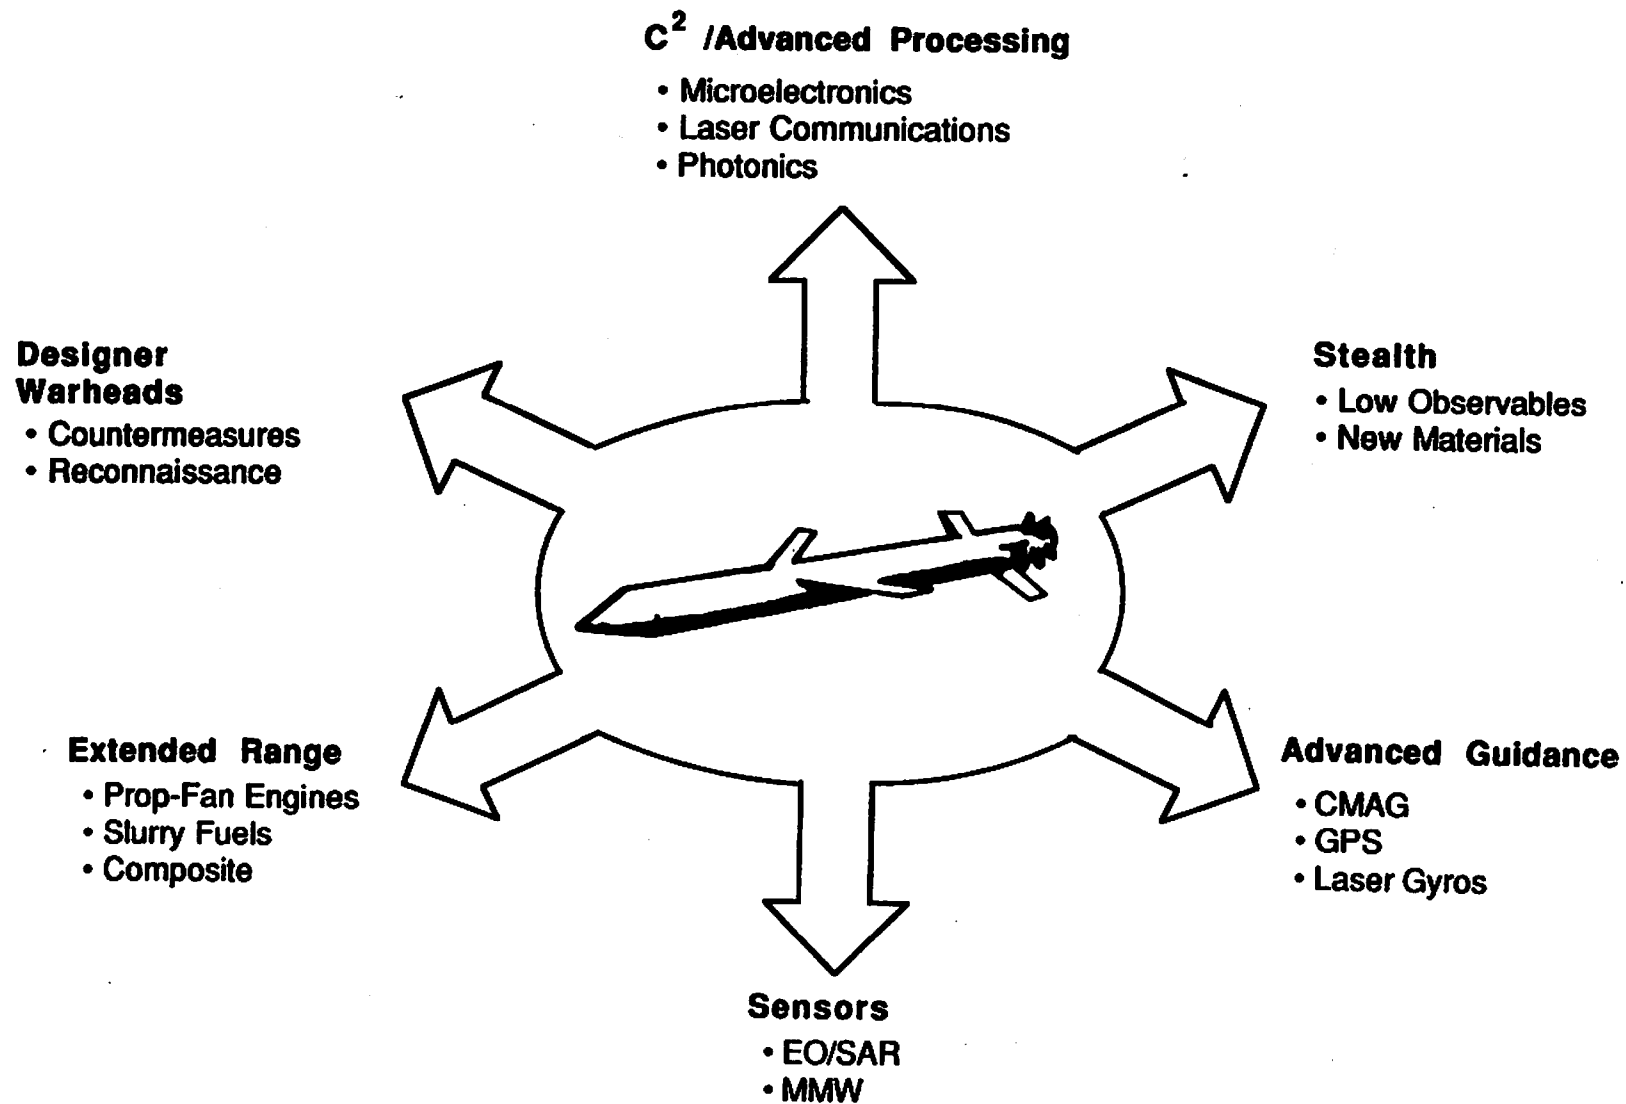 C² /Advanced Processing
• Microelectronics
• Laser Communications
• Photonics
Designer
Warheads
• Countermeasures
• Reconnaissance
Stealth
• Low Observables
• New Materials
Extended Range
• Prop-Fan Engines
• Slurry Fuels
• Composite
Advanced Guidance
• CMAG
• GPS
• Laser Gyros
Sensors
• EO/SAR
• MMW